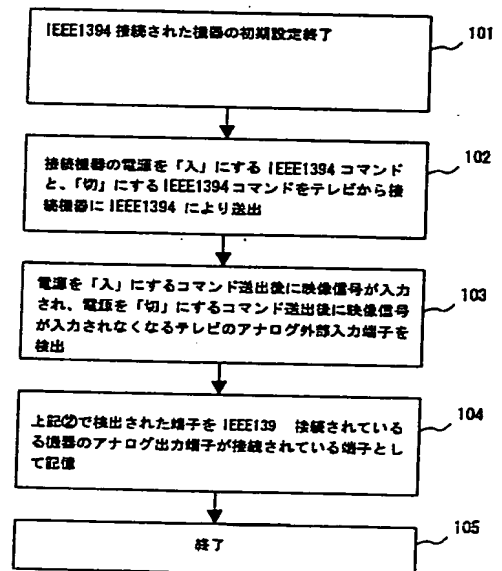 IEEE1394 接続された機器の初期設定終了
101
接続機器の電源を「入」にする IEEE1394 コマンド
と、「切」にする IEEE1394 コマンドをテレビから接
続機器に IEEE1394 により送出
102
電源を「入」にするコマンド送出後に映像信号が入力
され、電源を「切」にするコマンド送出後に映像信号
が入力されなくなるテレビのアナログ外部入力端子を
検出
103
上記②で検出された端子を IEEE139 接続されている
る機器のアナログ出力端子が接続されている端子とし
て記憶
104
終了
105